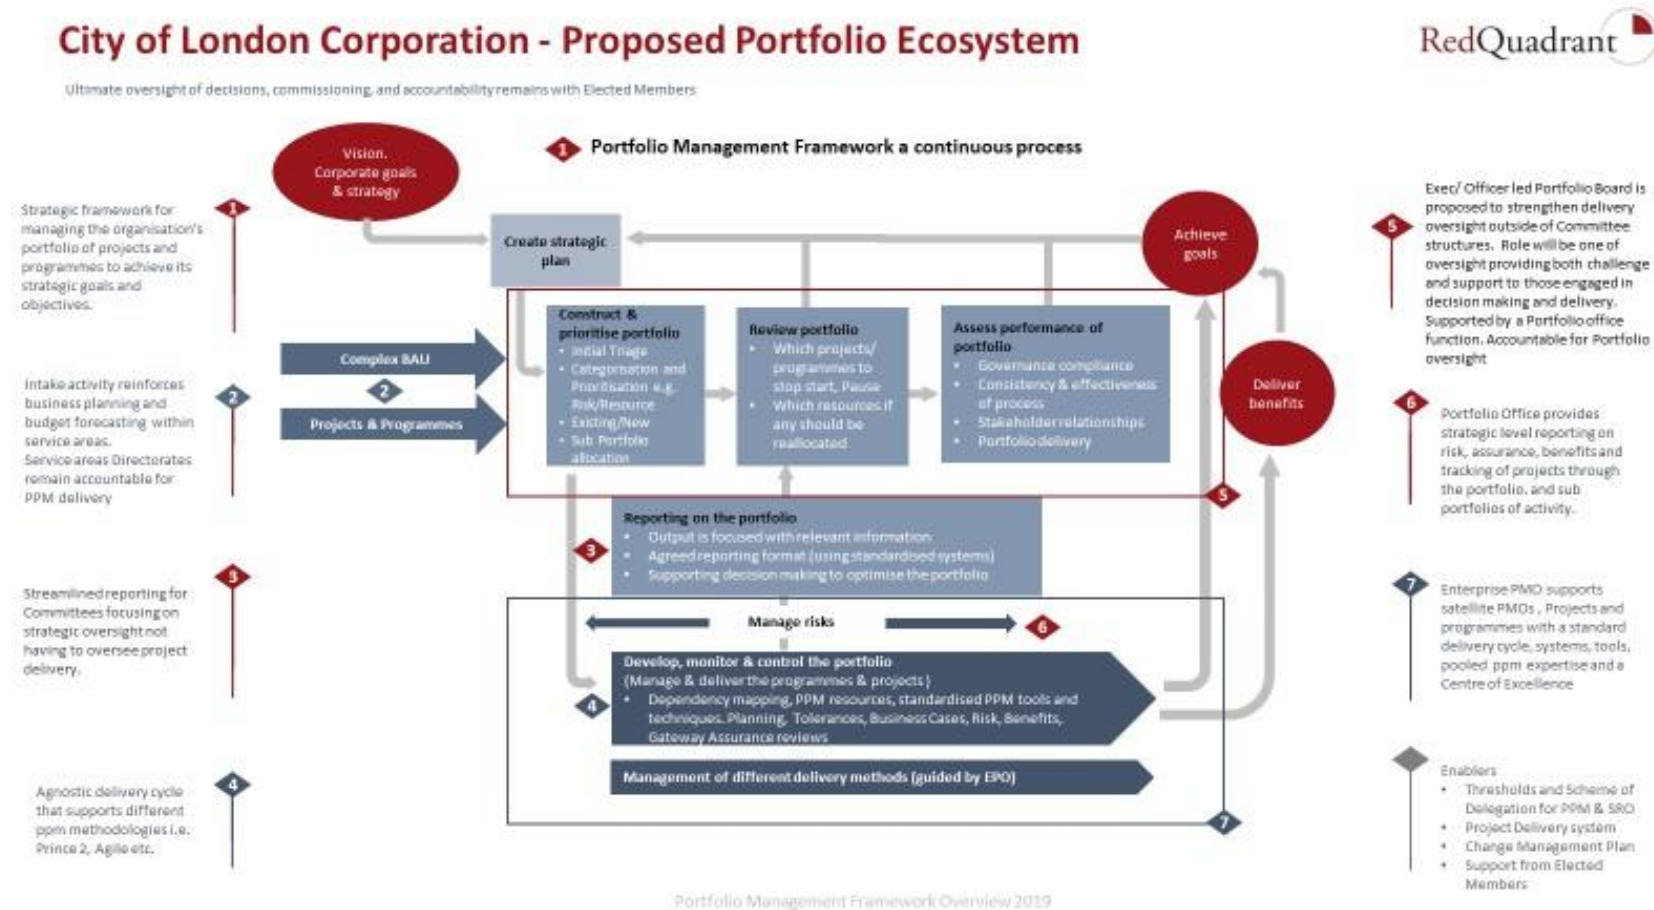 City of London Corporation - Proposed Portfolio Ecosystem
RedQuadrant
Ultimate oversight of decisions, commissioning, and accountability remains with Elected Members
1 Portfolio Management Framework a continuous process
Vision.
Corporate goals
& strategy
Create strategic
plan
Achieve
goals
Deliver
benefits
1
Strategic framework for
managing the organisation's
portfolio of projects and
programmes to achieve its
strategic goals and
objectives.
2
Intake activity reinforces
business planning and
budget forecasting within
service areas.
Service areas Directorates
remain accountable for
PPM delivery
3
Streamlined reporting for
Committees focusing on
strategic oversight not
having to oversee project
delivery.
4
Agnostic delivery cycle
that supports different
ppm methodologies i.e.
Prince 2, Agile etc.
Complex BAU
2
Projects & Programmes
Construct &
prioritise portfolio
• Initial Triage
• Categorisation and
Prioritisation e.g.
Risk/Resource
• Existing/New
• Sub Portfolio
allocation
Review portfolio
• Which projects/
programmes to
stop start, Pause
• Which resources if
any should be
reallocated
Assess performance of
portfolio
• Governance compliance
• Consistency & effectiveness
of process
• Stakeholder relationships
• Portfolio delivery
5
3
Reporting on the portfolio
• Output is focused with relevant information
• Agreed reporting format (using standardised systems)
• Supporting decision making to optimise the portfolio
Manage risks
6
4
Develop, monitor & control the portfolio
(Manage & deliver the programmes & projects)
• Dependency mapping, PPM resources, standardised PPM tools and
techniques. Planning, Tolerances, Business Cases, Risk, Benefits,
Gateway Assurance reviews
Management of different delivery methods (guided by EPO)
7
5
Exec/ Officer led Portfolio Board is
proposed to strengthen delivery
oversight outside of Committee
structures. Role will be one of
oversight providing both challenge
and support to those engaged in
decision making and delivery.
Supported by a Portfolio office
function. Accountable for Portfolio
oversight
6
Portfolio Office provides
strategic level reporting on
risk, assurance, benefits and
tracking of projects through
the portfolio. and sub
portfolios of activity.
7
Enterprise PMO supports
satellite PMOs , Projects and
programmes with a standard
delivery cycle, systems, tools,
pooled ppm expertise and a
Centre of Excellence
Enablers
• Thresholds and Scheme of
Delegation for PPM & SRO
• Project Delivery system
• Change Management Plan
• Support from Elected
Members
Portfolio Management Framework Overview 2019